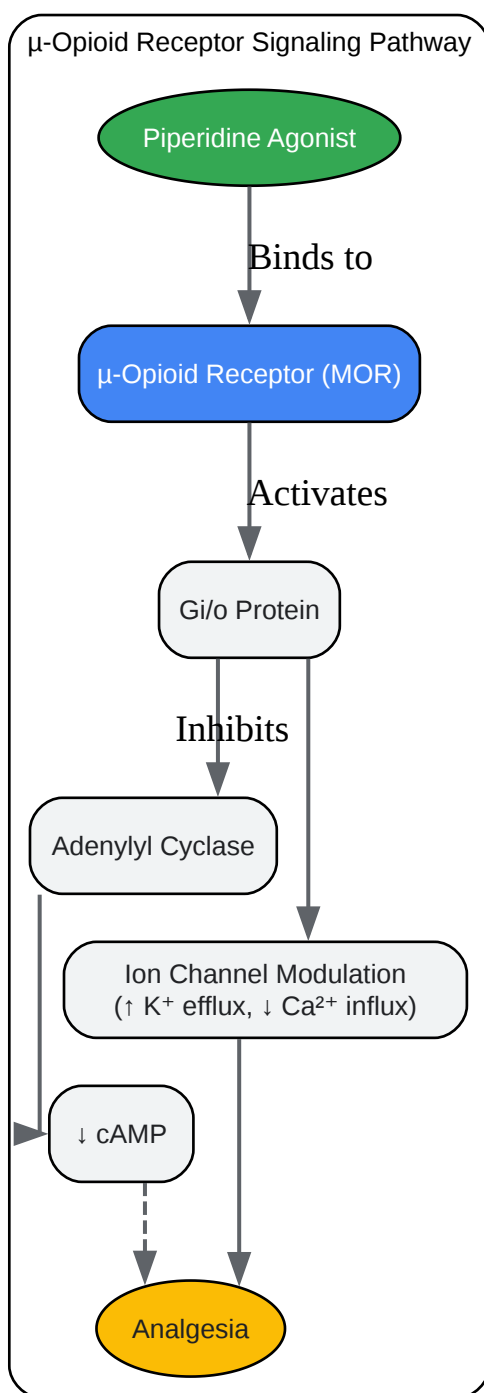 µ-Opioid Receptor Signaling Pathway
Piperidine Agonist
Binds to
µ-Opioid Receptor (MOR)
Activates
Gi/o Protein
Inhibits
Adenylyl Cyclase
Ion Channel Modulation
(↑ K⁺ efflux, ↓ Ca²⁺ influx)
↓ cAMP
Analgesia